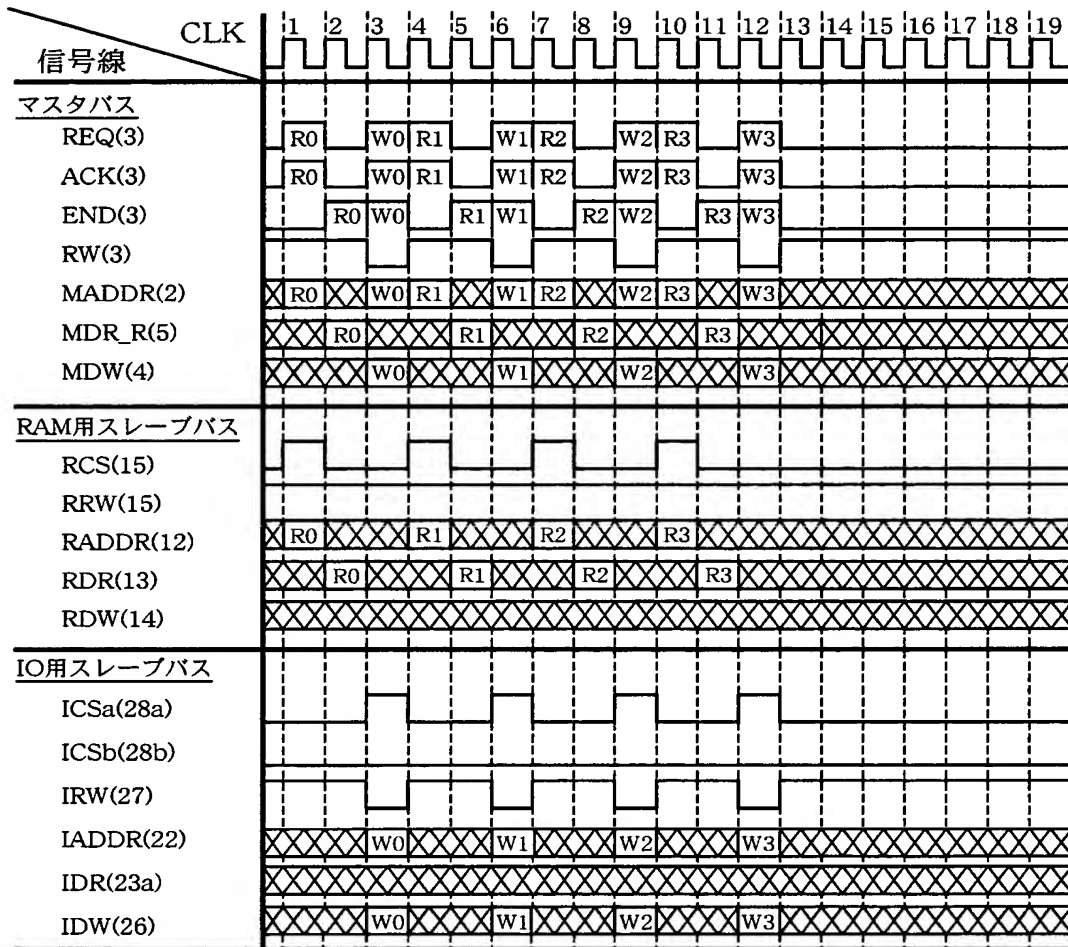 CLK 1 2 3 4 5 6 7 8 9 10 11 12 13 14 15 16 17 18 19
信号線
マスタバス
REQ(3) R0 W0 R1 W1 R2 W2 R3 W3
ACK(3) R0 W0 R1 W1 R2 W2 R3 W3
END(3) R0 W0 R1 W1 R2 W2 R3 W3
RW(3)
MADDR(2) R0 W0 R1 W1 R2 W2 R3 W3
MDR_R(5) R0 R1 R2 R3
MDW(4) W0 W1 W2 W3
RAM用スレーブバス
RCS(15)
RRW(15)
RADDR(12) R0 R1 R2 R3
RDR(13) R0 R1 R2 R3
RDW(14)
IO用スレーブバス
ICSa(28a)
ICSb(28b)
IRW(27)
IADDR(22) W0 W1 W2 W3
IDR(23a)
IDW(26) W0 W1 W2 W3